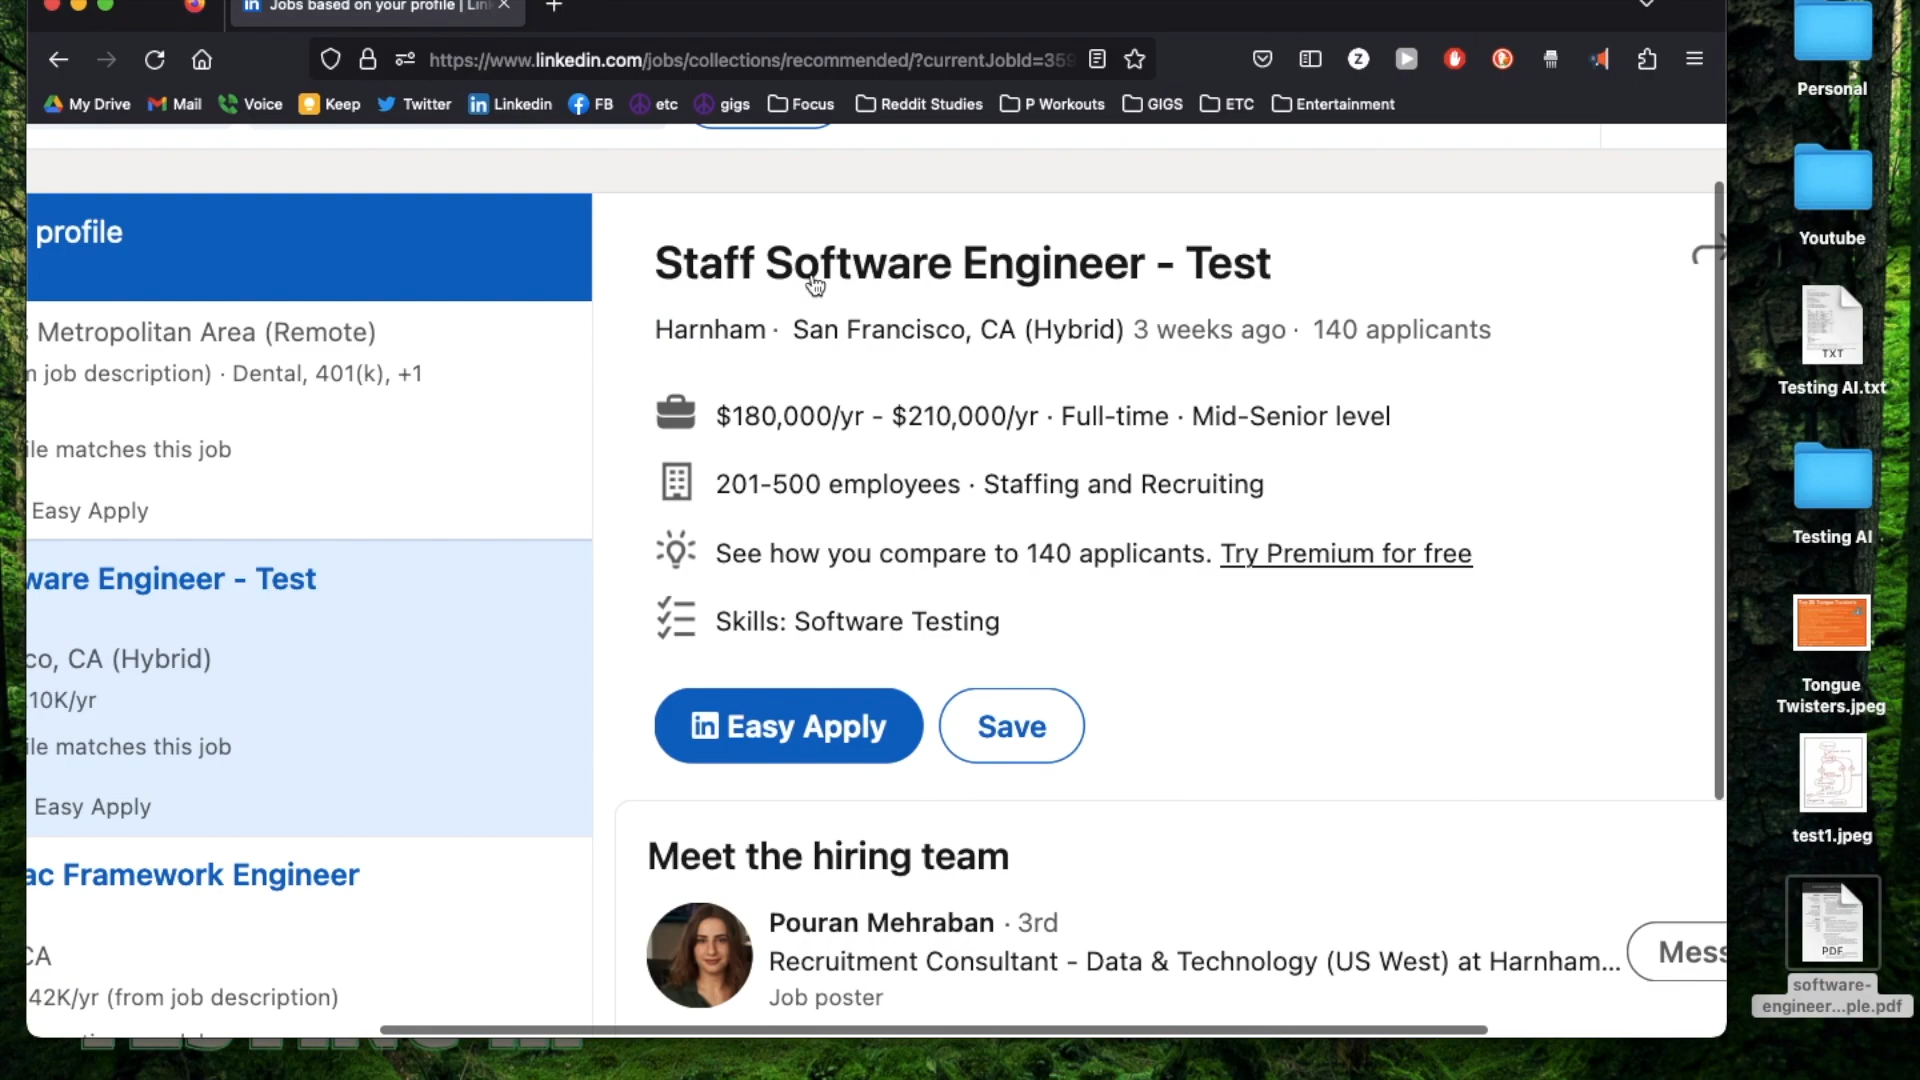 Jobs based on your profile | Lin
https://www.linkedin.com/jobs/collections/recommended/?currentJobId=359
My Drive
Mail
Voice
Keep
Twitter
Linkedin
FB
etc
gigs
Focus
Reddit Studies
P Workouts
GIGS
ETC
Entertainment
profile
Metropolitan Area (Remote)
job description) · Dental, 401(k), +1
ile matches this job
Easy Apply
ware Engineer - Test
co, CA (Hybrid)
10K/yr
ile matches this job
Easy Apply
ac Framework Engineer
CA
42K/yr (from job description)
Staff Software Engineer - Test
Harnham · San Francisco, CA (Hybrid) 3 weeks ago · 140 applicants
$180,000/yr - $210,000/yr · Full-time · Mid-Senior level
201-500 employees · Staffing and Recruiting
See how you compare to 140 applicants. Try Premium for free
Skills: Software Testing
in Easy Apply
Save
Meet the hiring team
Pouran Mehraban · 3rd
Recruitment Consultant - Data & Technology (US West) at Harnham...
Job poster
Mess
Personal
Youtube
TXT
Testing AI.txt
Testing AI
Tongue
Twisters.jpeg
test1.jpeg
PDF
software-
engineer...ple.pdf